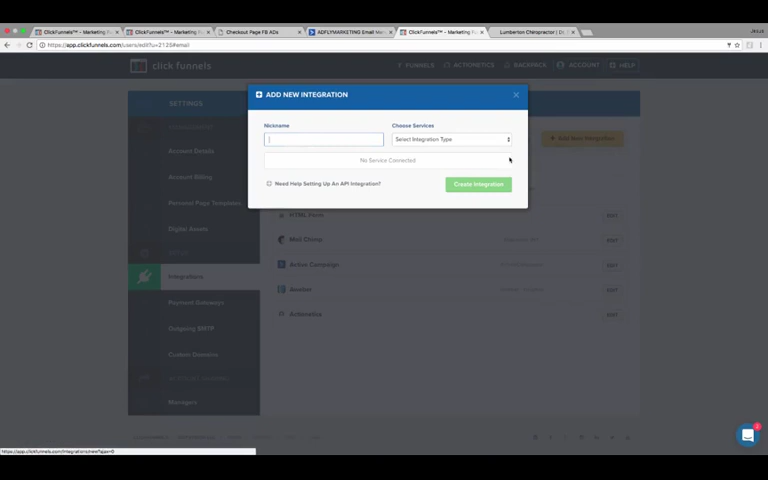 ClickFunnels™ - Marketing F
ClickFunnels™ - Marketing F
Checkout Page FB ADs
ADFLYMARKETING Email Mar
ClickFunnels™ - Marketing Fu
Lumberton Chiropractor | D
Jesus
https://app.clickfunnels.com/users/edit?u=2125#email
click funnels
FUNNELS
ACTIONETICS
BACKPACK
ACCOUNT
HELP
SETTINGS
ADD NEW INTEGRATION
Nickname
Choose Services
Select Integration Type
No Service Connected
Need Help Setting Up An API Integration?
Create Integration
Add New Integration
Account Details
Account Billing
Personal Page Templates
Digital Assets
Integrations
Payment Gateways
Outgoing SMTP
Custom Domains
Managers
HTML Form
EDIT
Mail Chimp
EDIT
Active Campaign
EDIT
Aweber
EDIT
Actionetics
EDIT
https://app.clickfunnels.com/integrations/new?ajax=0